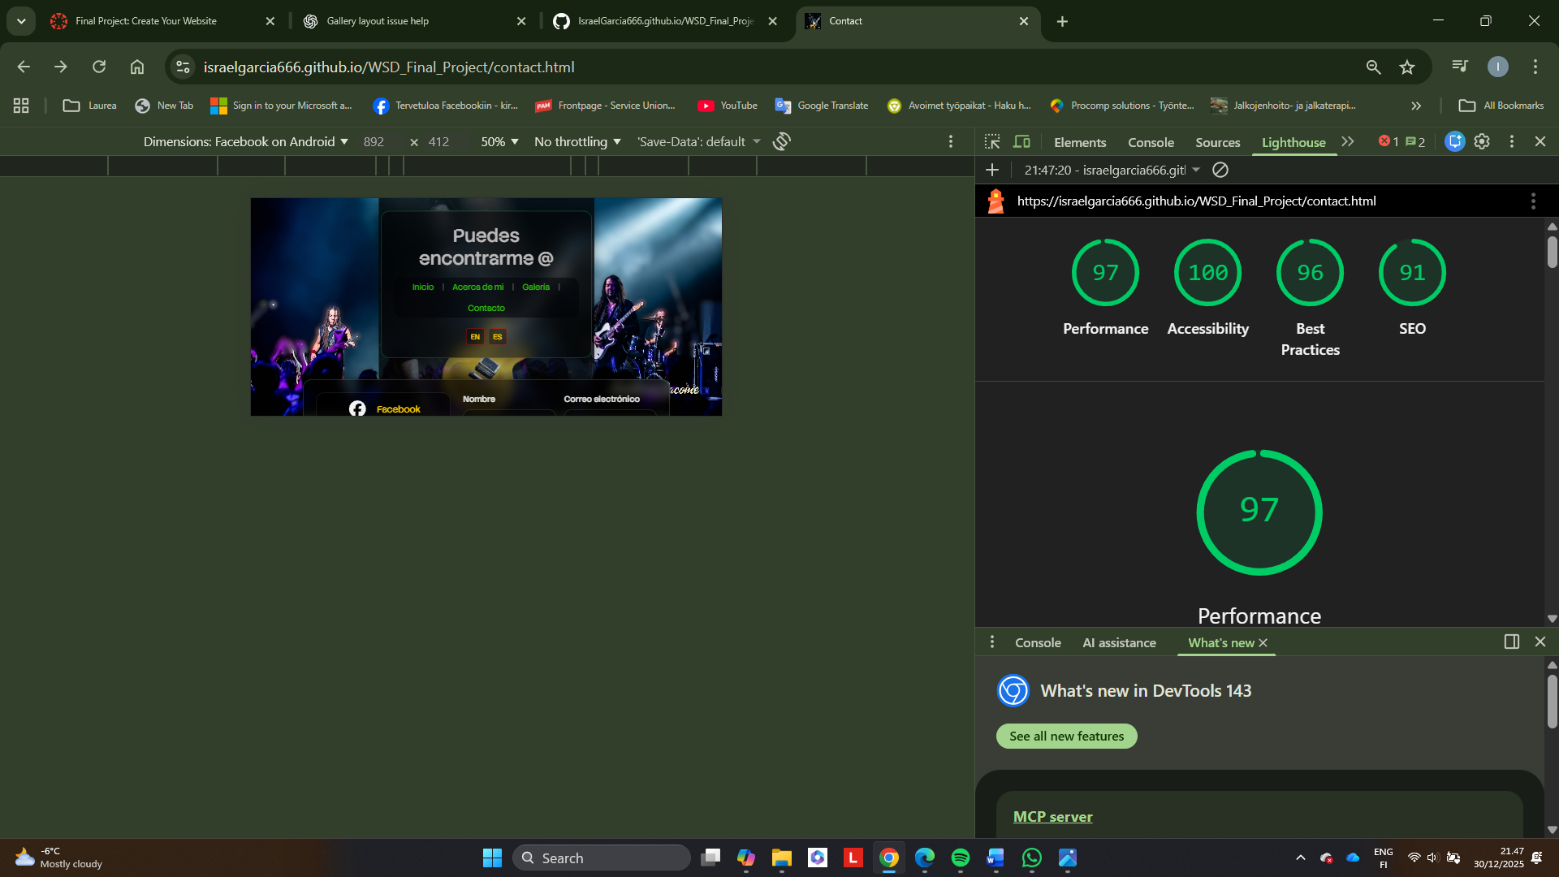 Final Project: Create Your Website
Gallery layout issue help
IsraelGarcia666.github.io/WSD_Final_Proje
Contact
israelgarcia666.github.io/WSD_Final_Project/contact.html
I
Laurea
New Tab
Sign in to your Microsoft a...
Tervetuloa Facebookiin - kir...
PAM
Frontpage - Service Union...
YouTube
Google Translate
Avoimet työpaikat - Haku h...
Procomp solutions - Työnte...
Jalkojenhoito- ja jalkaterapi...
All Bookmarks
Dimensions: Facebook on Android
892 × 412
50%
No throttling
'Save-Data': default
Elements
Console
Sources
Lighthouse
1
2
21:47:20 - israelgarcia666.git
https://israelgarcia666.github.io/WSD_Final_Project/contact.html
Puedes
encontrarme @
Inicio | Acerca de mi | Galería |
Contacto
EN ES
Facebook
Nombre
Correo electrónico
97
Performance
100
Accessibility
96
Best
Practices
91
SEO
97
Performance
Console
AI assistance
What's new
What's new in DevTools 143
See all new features
MCP server
-6°C
Mostly cloudy
Search
L
ENG
FI
21.47
30/12/2025